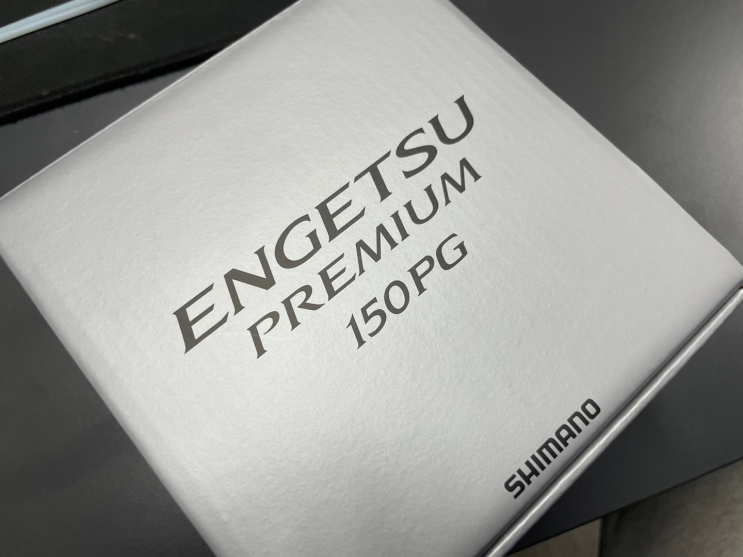 ENGETSU
PREMIUM
150PG
SHIMANO